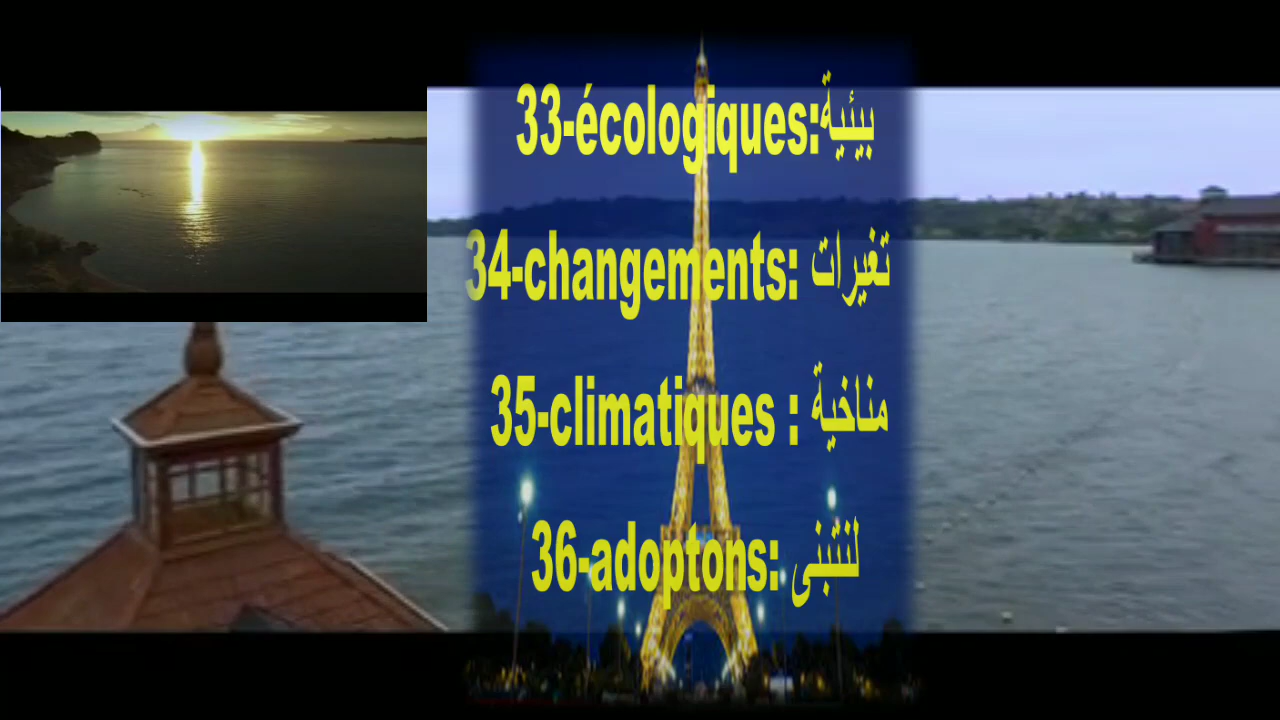 33-écologiques:بيئية
34-changements: تغيرات
35-climatiques : مناخية
36-adoptons: لنتبنى